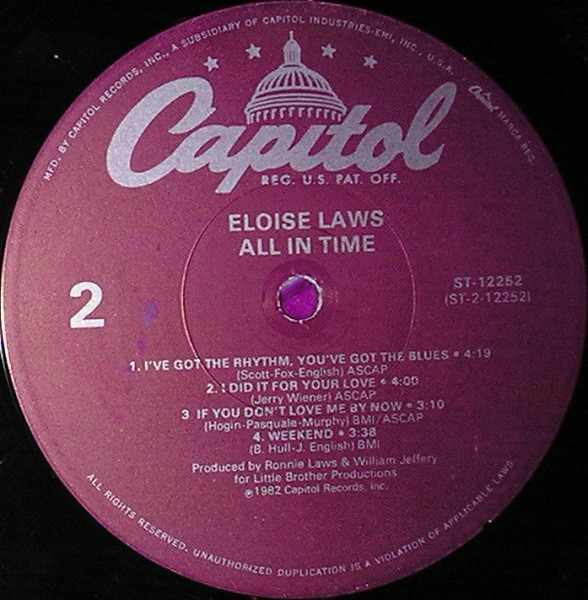 MFD. BY CAPITOL RECORDS, INC., A SUBSIDIARY OF CAPITOL INDUSTRIES-EMI, INC., U.S.A.
Capitol MARCA REG.
Capitol
REG. U.S. PAT. OFF.
ELOISE LAWS
ALL IN TIME
2
ST-12252
(ST-2-12252)
1. I'VE GOT THE RHYTHM, YOU'VE GOT THE BLUES • 4:19
(Scott-Fox-English) ASCAP
2. I DID IT FOR YOUR LOVE • 4:00
(Jerry Wiener) ASCAP
3. IF YOU DON'T LOVE ME BY NOW • 3:10
(Hogin-Pasquale-Murphy) BMI/ASCAP
4. WEEKEND • 3:38
(B. Hull-J. English) BMI
Produced by Ronnie Laws & William Jeffery
for Little Brother Productions
℗1982 Capitol Records, Inc.
ALL RIGHTS RESERVED. UNAUTHORIZED DUPLICATION IS A VIOLATION OF APPLICABLE LAWS.